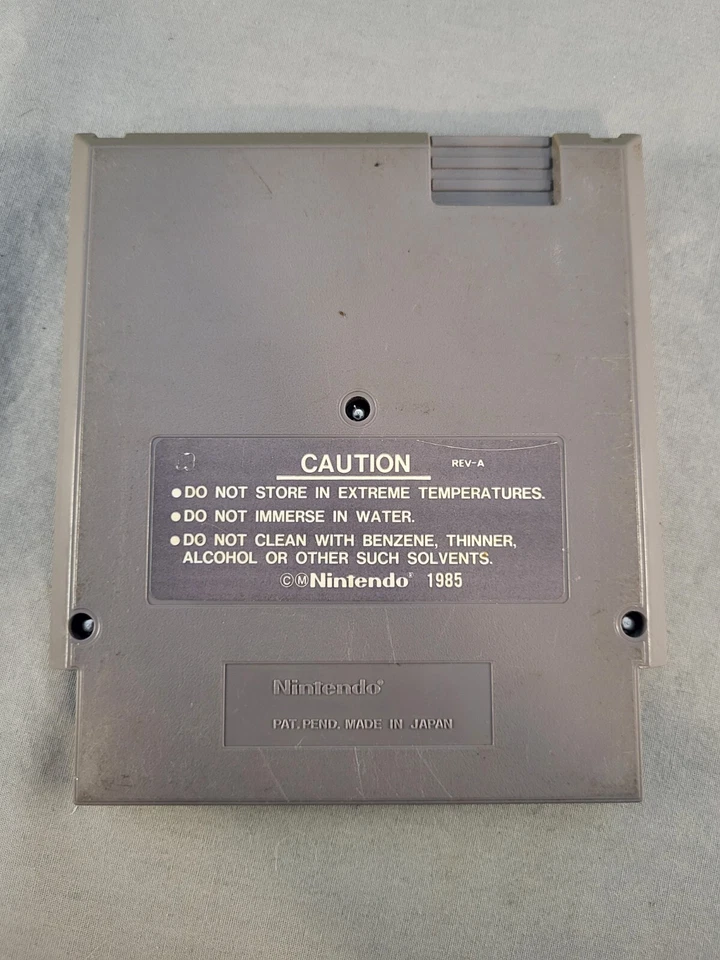 CAUTION REV-A
●DO NOT STORE IN EXTREME TEMPERATURES.
●DO NOT IMMERSE IN WATER.
●DO NOT CLEAN WITH BENZENE, THINNER,
ALCOHOL OR OTHER SUCH SOLVENTS.
ⒸⓂNintendo® 1985
Nintendo®
PAT. PEND. MADE IN JAPAN